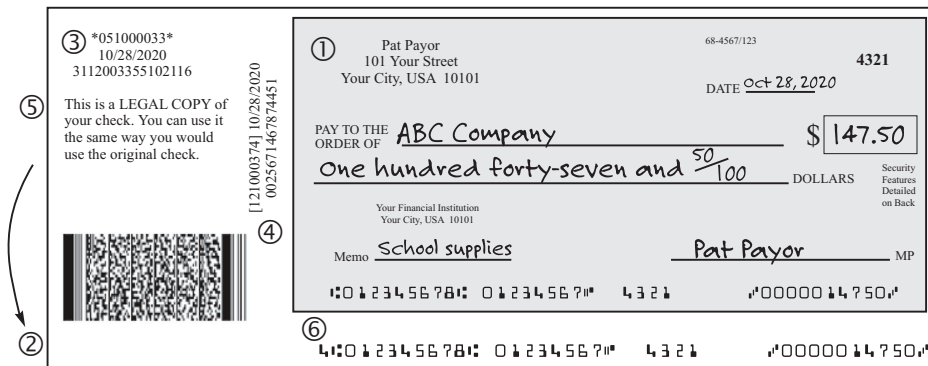 ③ *051000033*
10/28/2020
3112003355102116
⑤ This is a LEGAL COPY of
your check. You can use it
the same way you would
use the original check.
[121000374] 10/28/2020
0025671467874451
④
②
①
Pat Payor
101 Your Street
Your City, USA 10101
68-4567/123
4321
DATE Oct 28, 2020
PAY TO THE
ORDER OF ABC Company $ 147.50
One hundred forty-seven and 50/100 DOLLARS
Security
Features
Detailed
on Back
Your Financial Institution
Your City, USA 10101
Memo School supplies Pat Payor MP
⑆012345678⑆ 01234567⑈ 4321 ⑇0000014750⑇
⑥
4⑆012345678⑆ 01234567⑈ 4321 ⑇0000014750⑇